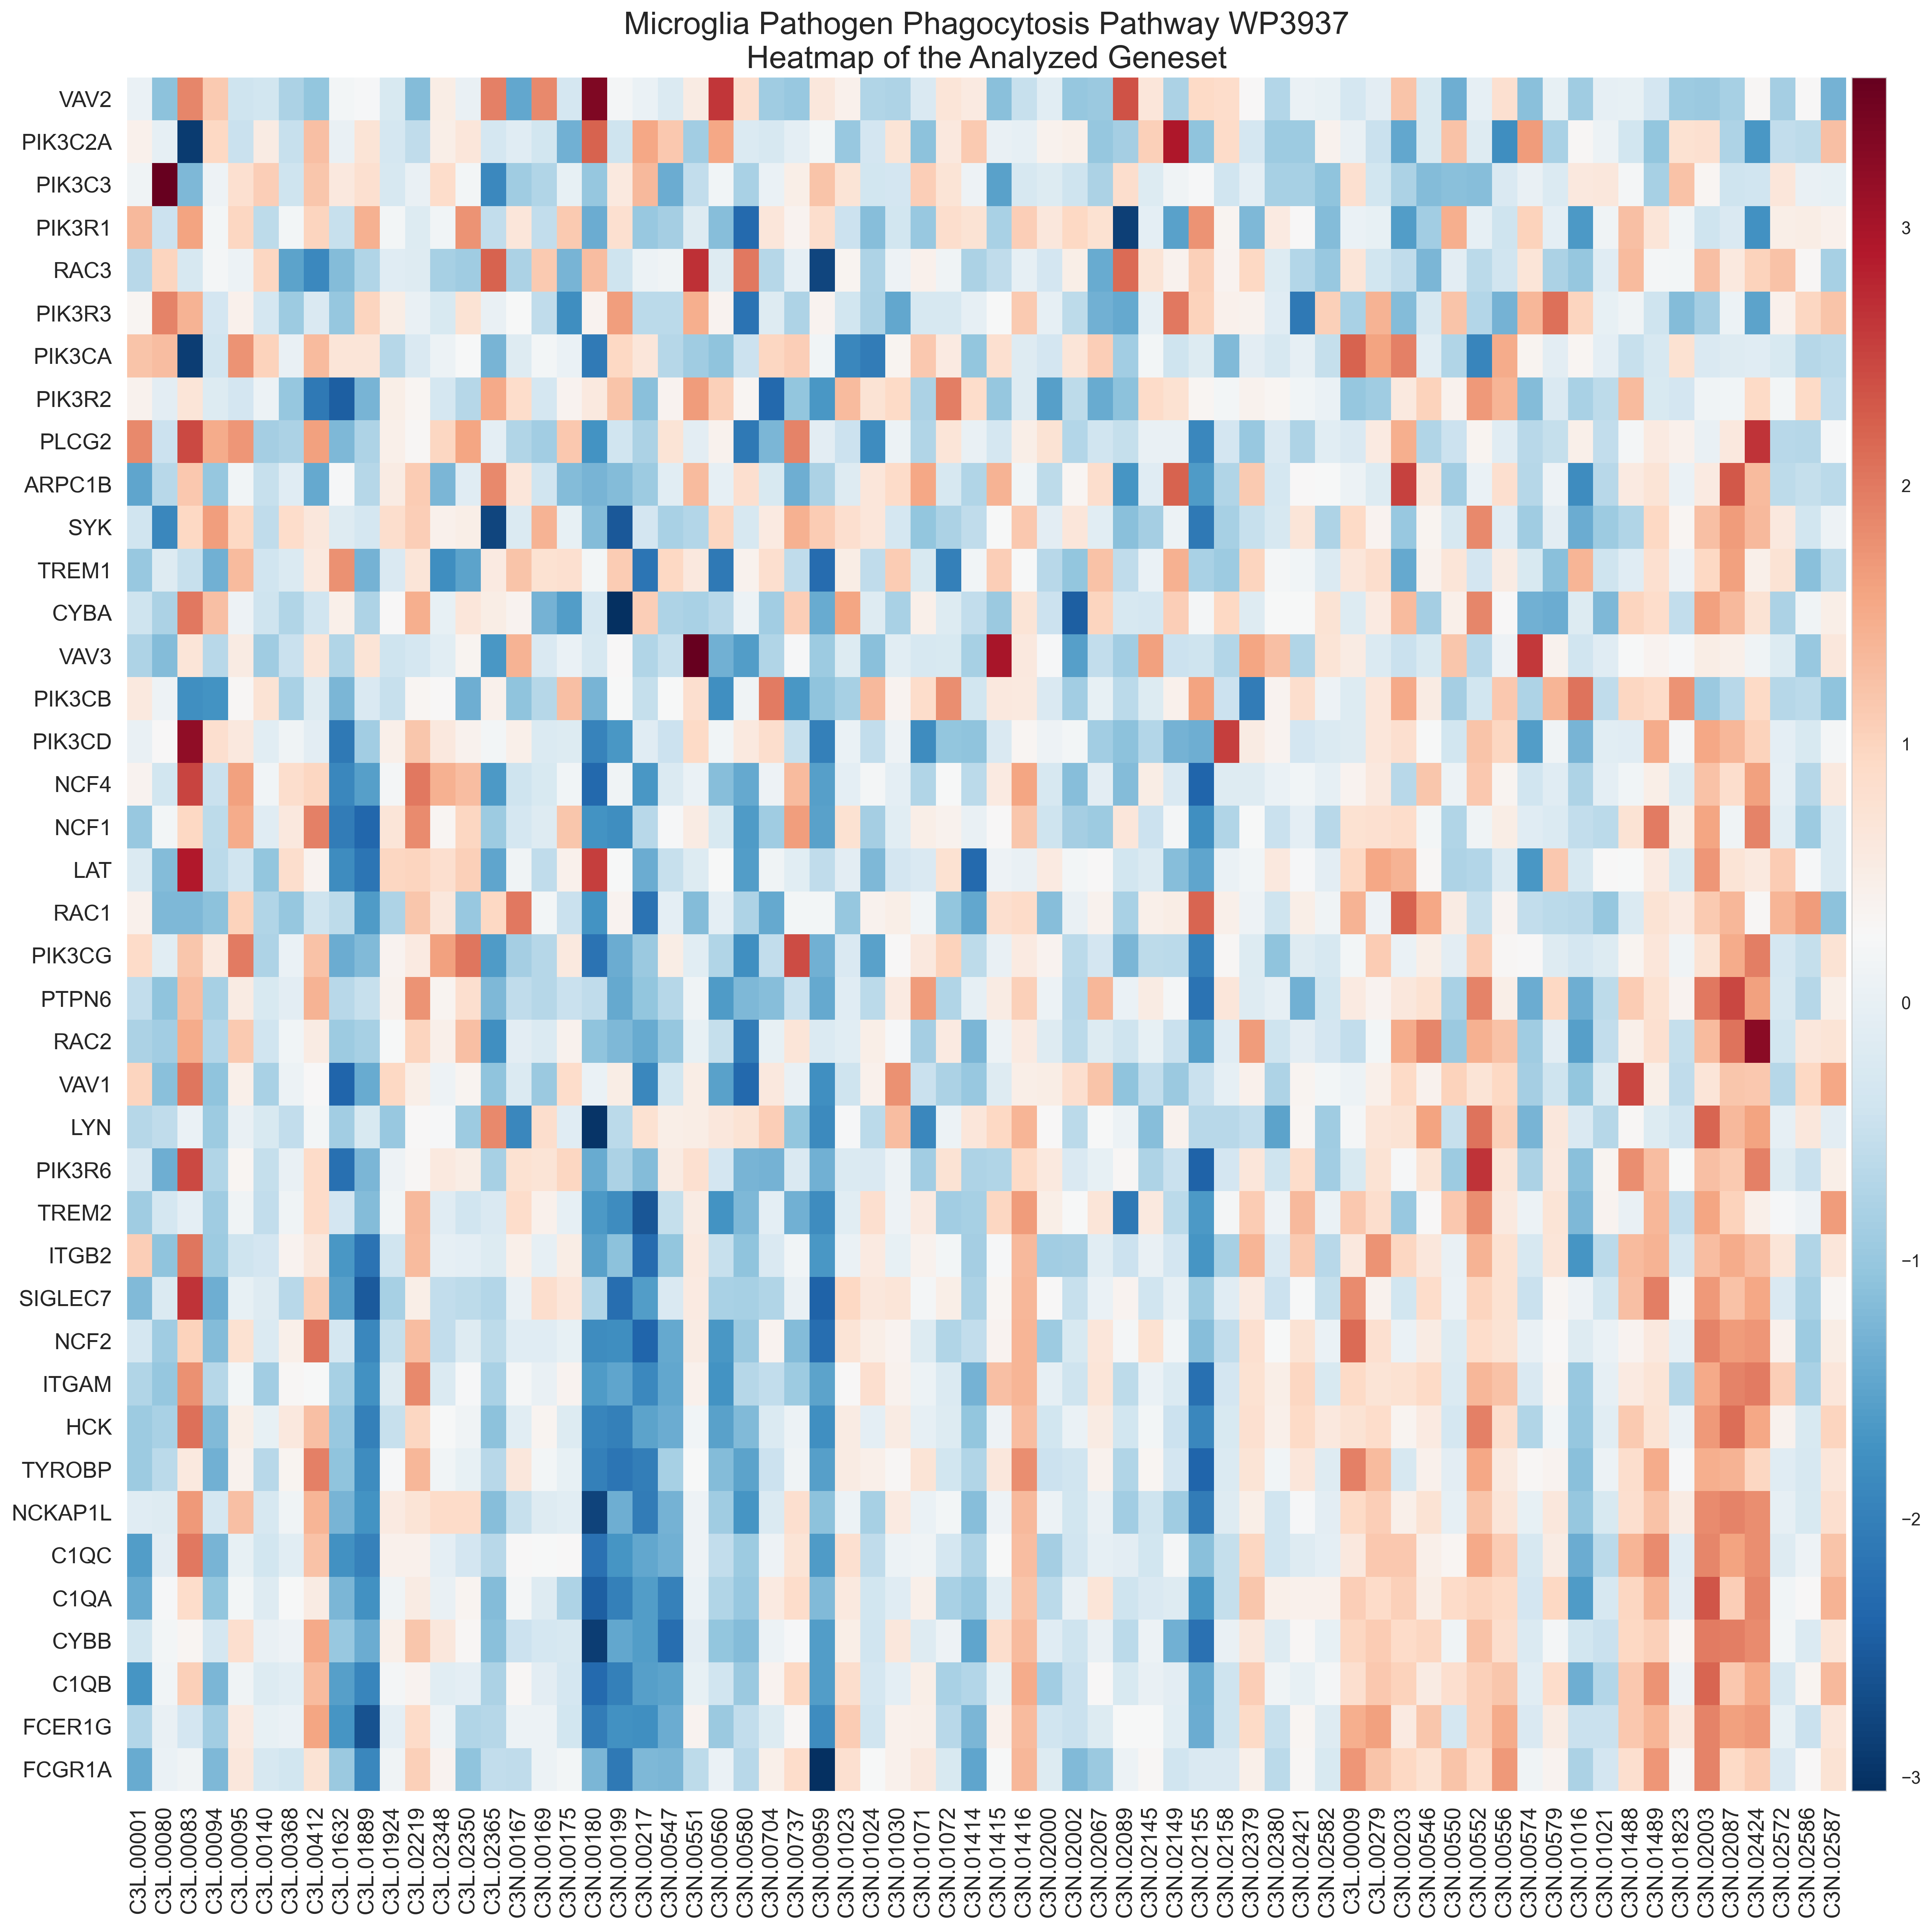 Microglia Pathogen Phagocytosis Pathway WP3937
Heatmap of the Analyzed Geneset
VAV2
PIK3C2A
PIK3C3
PIK3R1
RAC3
PIK3R3
PIK3CA
PIK3R2
PLCG2
ARPC1B
SYK
TREM1
CYBA
VAV3
PIK3CB
PIK3CD
NCF4
NCF1
LAT
RAC1
PIK3CG
PTPN6
RAC2
VAV1
LYN
PIK3R6
TREM2
ITGB2
SIGLEC7
NCF2
ITGAM
HCK
TYROBP
NCKAP1L
C1QC
C1QA
CYBB
C1QB
FCER1G
FCGR1A
3
2
1
0
−1
−2
−3
C3L.00001
C3L.00080
C3L.00083
C3L.00094
C3L.00095
C3L.00140
C3L.00368
C3L.00412
C3L.01632
C3L.01889
C3L.01924
C3L.02219
C3L.02348
C3L.02350
C3L.02365
C3N.00167
C3N.00169
C3N.00175
C3N.00180
C3N.00199
C3N.00217
C3N.00547
C3N.00551
C3N.00560
C3N.00580
C3N.00704
C3N.00737
C3N.00959
C3N.01023
C3N.01024
C3N.01030
C3N.01071
C3N.01072
C3N.01414
C3N.01415
C3N.01416
C3N.02000
C3N.02002
C3N.02067
C3N.02089
C3N.02145
C3N.02149
C3N.02155
C3N.02158
C3N.02379
C3N.02380
C3N.02421
C3N.02582
C3L.00009
C3L.00279
C3N.00203
C3N.00546
C3N.00550
C3N.00552
C3N.00556
C3N.00574
C3N.00579
C3N.01016
C3N.01021
C3N.01488
C3N.01489
C3N.01823
C3N.02003
C3N.02087
C3N.02424
C3N.02572
C3N.02586
C3N.02587